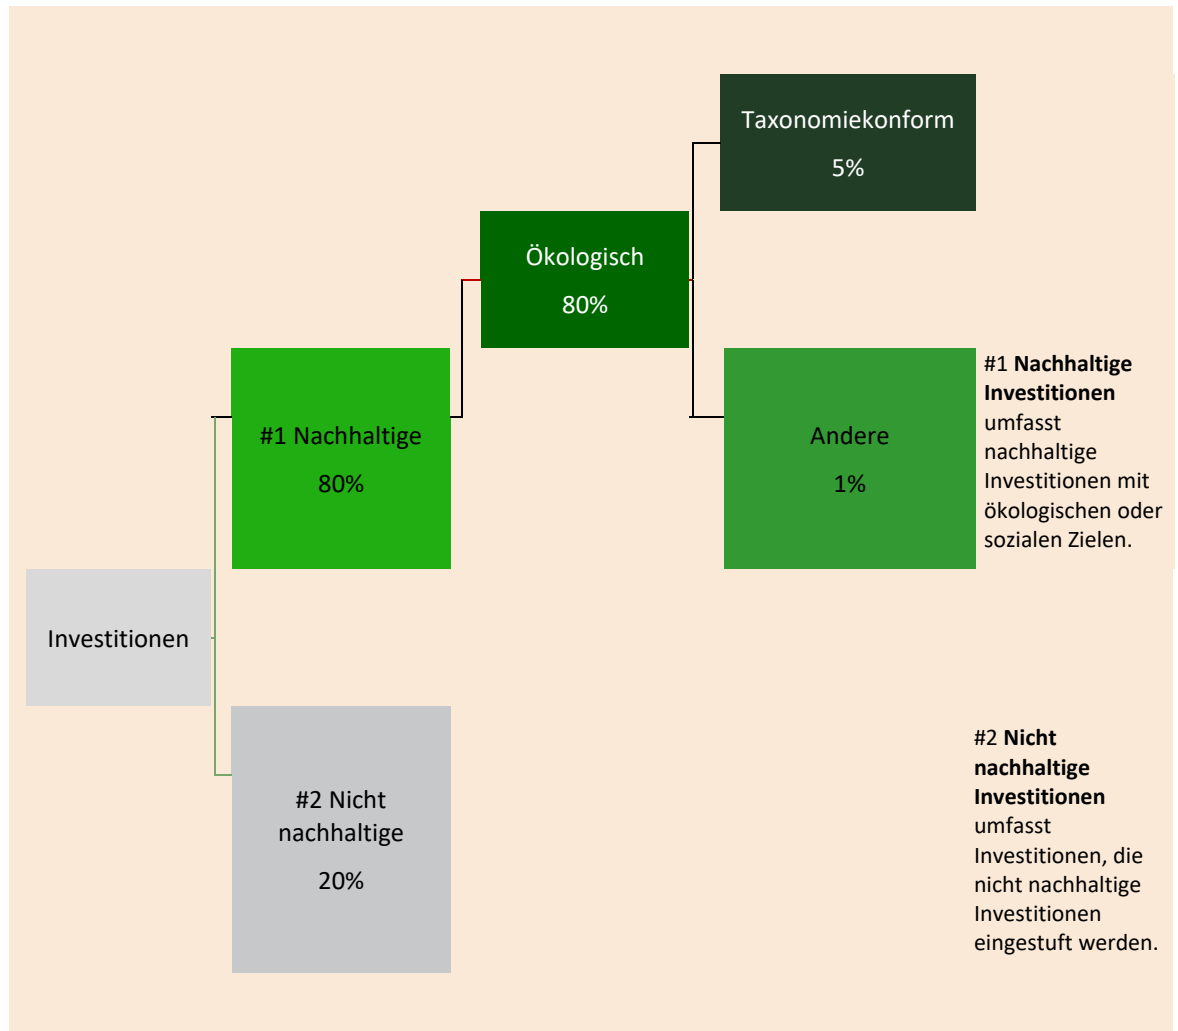 Taxonomiekonform
5%
Ökologisch
80%
#1 Nachhaltige
80%
Andere
1%
#1 Nachhaltige
Investitionen
umfasst
nachhaltige
Investitionen mit
ökologischen oder
sozialen Zielen.
Investitionen
#2 Nicht
nachhaltige
20%
#2 Nicht
nachhaltige
Investitionen
umfasst
Investitionen, die
nicht nachhaltige
Investitionen
eingestuft werden.